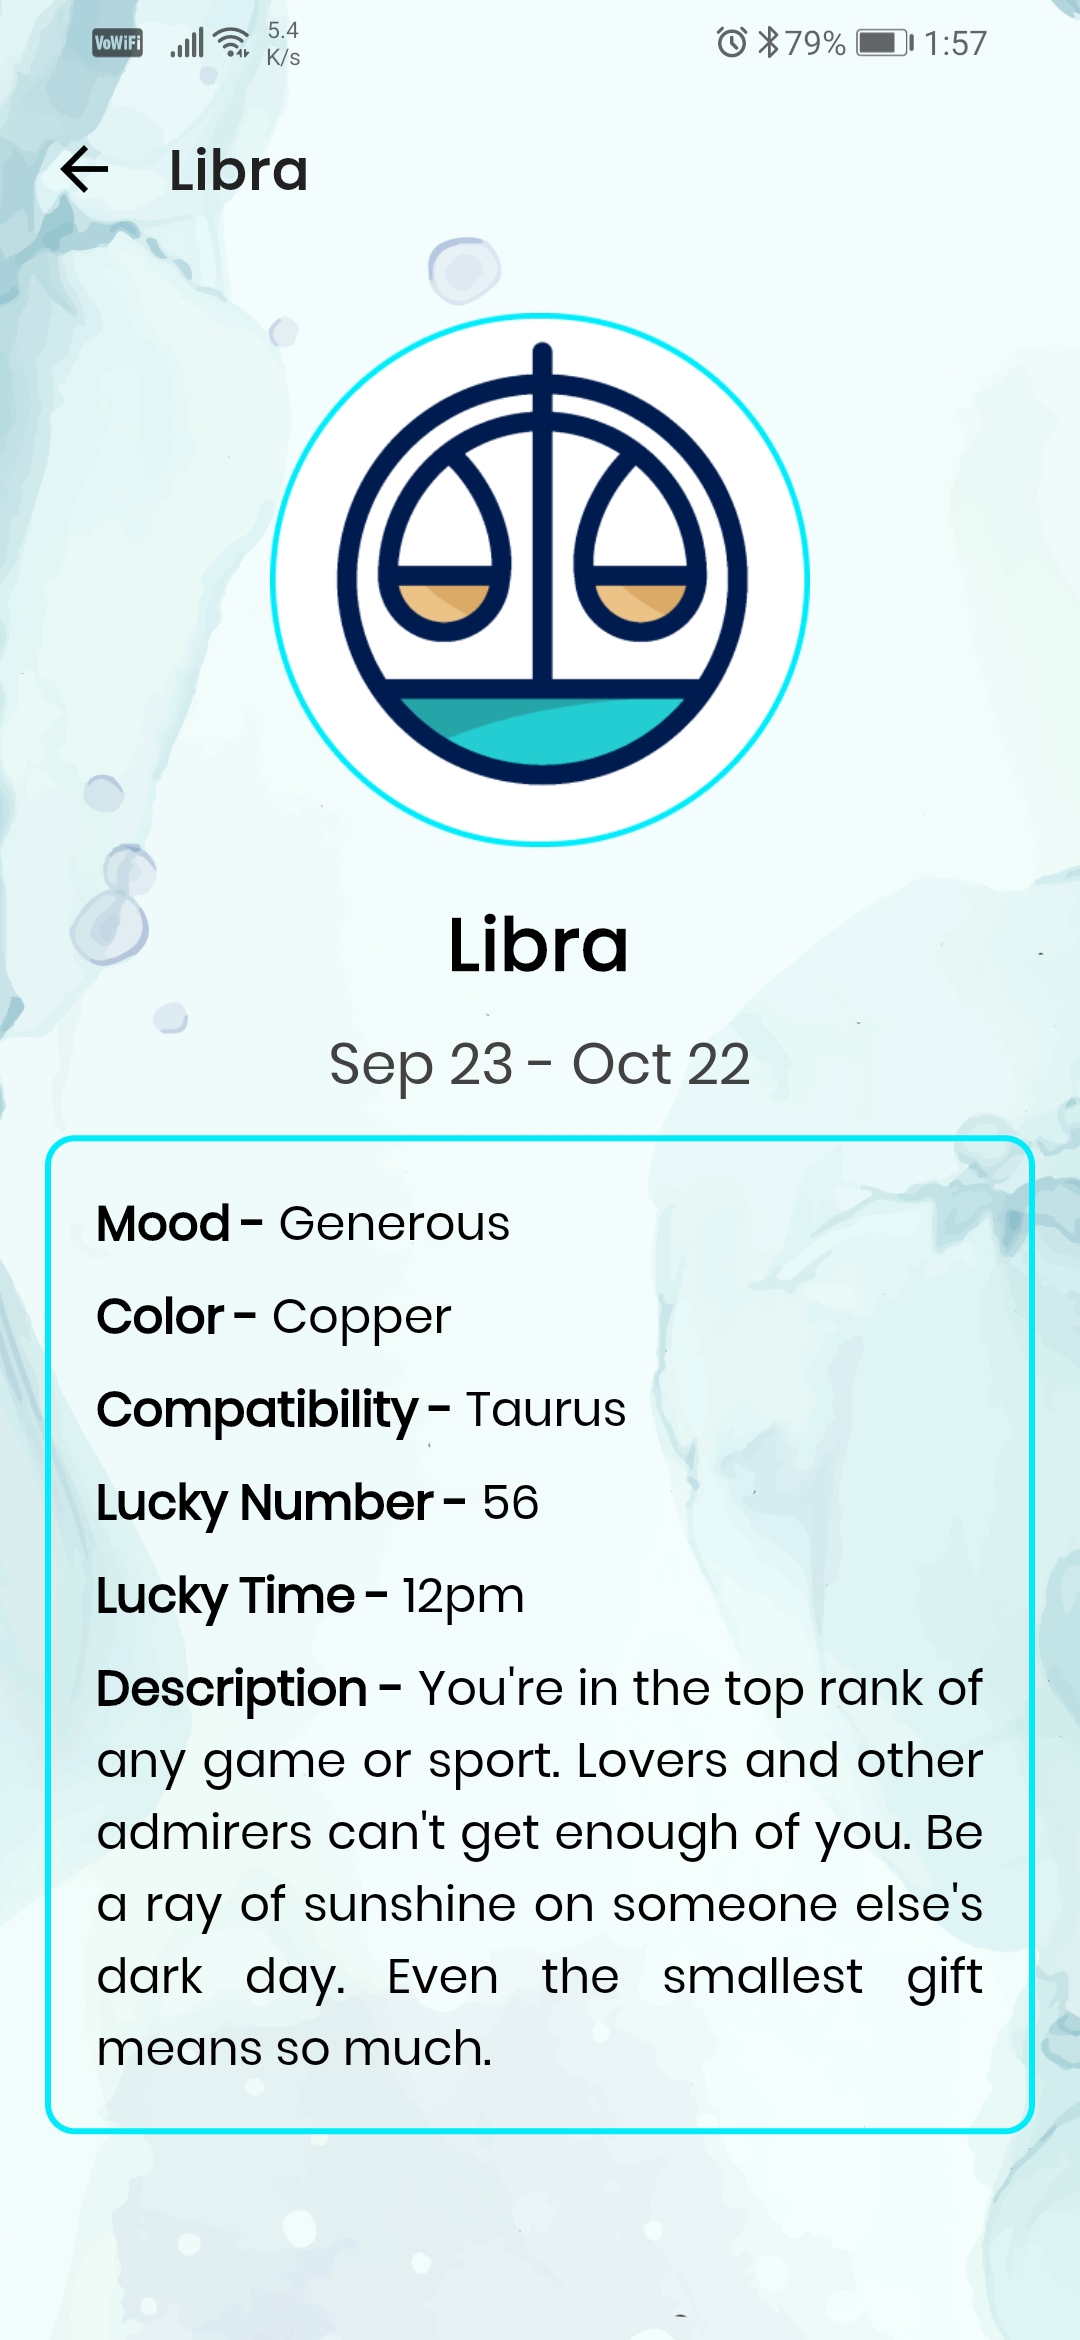 VoWiFi 5.4 K/s 79% 1:57
Libra
Libra
Sep 23 - Oct 22
Mood - Generous
Color - Copper
Compatibility - Taurus
Lucky Number - 56
Lucky Time - 12pm
Description - You're in the top rank of
any game or sport. Lovers and other
admirers can't get enough of you. Be
a ray of sunshine on someone else's
dark day. Even the smallest gift
means so much.